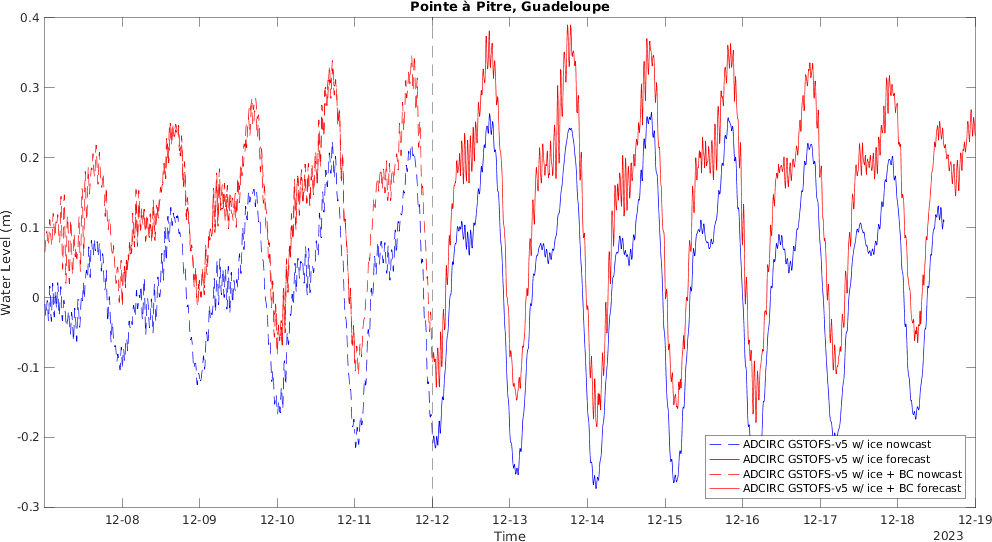 Pointe à Pitre, Guadeloupe
0.4
0.3
0.2
0.1
0
-0.1
-0.2
-0.3
Water Level (m)
ADCIRC GSTOFS-v5 w/ ice nowcast
ADCIRC GSTOFS-v5 w/ ice forecast
ADCIRC GSTOFS-v5 w/ ice + BC nowcast
ADCIRC GSTOFS-v5 w/ ice + BC forecast
12-08 12-09 12-10 12-11 12-12 12-13 12-14 12-15 12-16 12-17 12-18 12-19
Time
2023